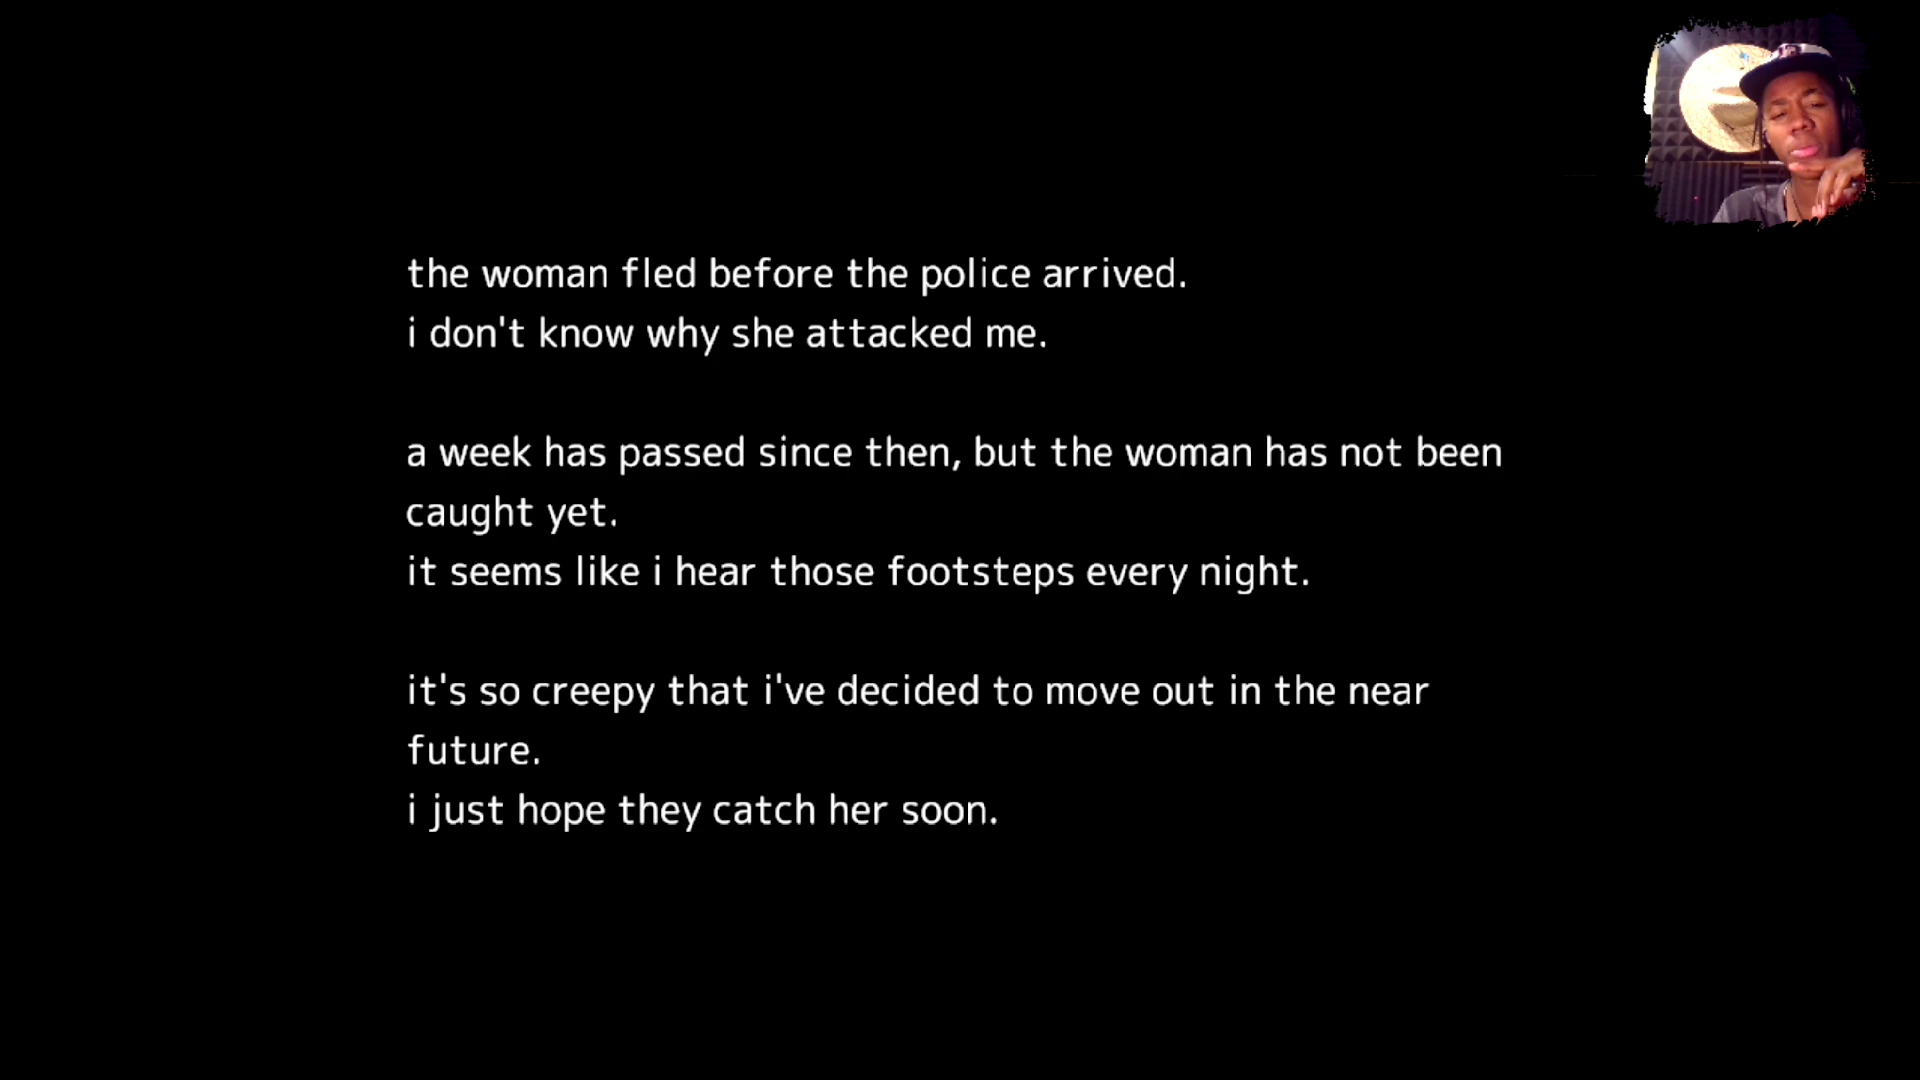 the woman fled before the police arrived.
i don't know why she attacked me.
a week has passed since then, but the woman has not been
caught yet.
it seems like i hear those footsteps every night.
it's so creepy that i've decided to move out in the near
future.
i just hope they catch her soon.